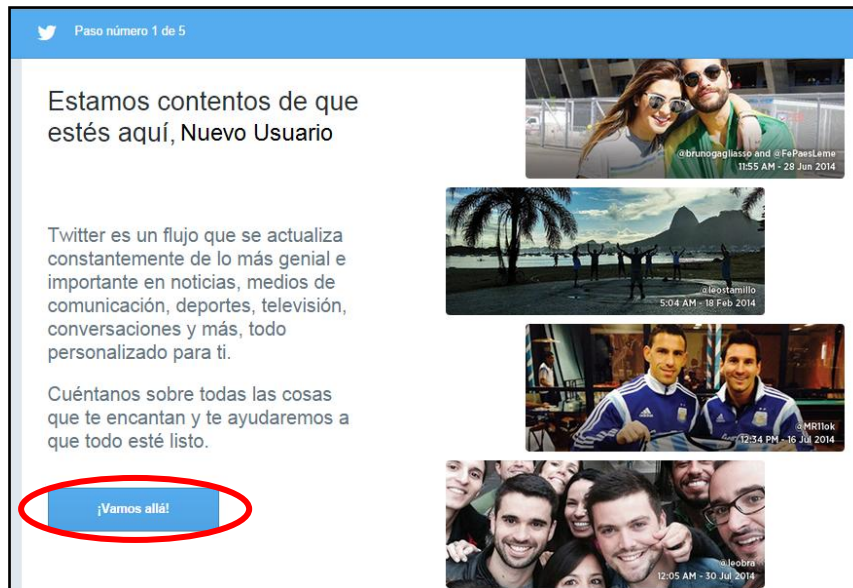 Paso número 1 de 5
Estamos contentos de que
estés aquí, Nuevo Usuario
Twitter es un flujo que se actualiza
constantemente de lo más genial e
importante en noticias, medios de
comunicación, deportes, televisión,
conversaciones y más, todo
personalizado para ti.
Cuéntanos sobre todas las cosas
que te encantan y te ayudaremos a
que todo esté listo.
¡Vamos allá!
@brunogagliasso and @FePaesLeme
11:55 AM - 28 Jun 2014
@leostamillo
5:04 AM - 18 Feb 2014
@MR11ok
12:34 PM - 16 Jul 2014
@leobra
12:05 AM - 30 Jul 2014